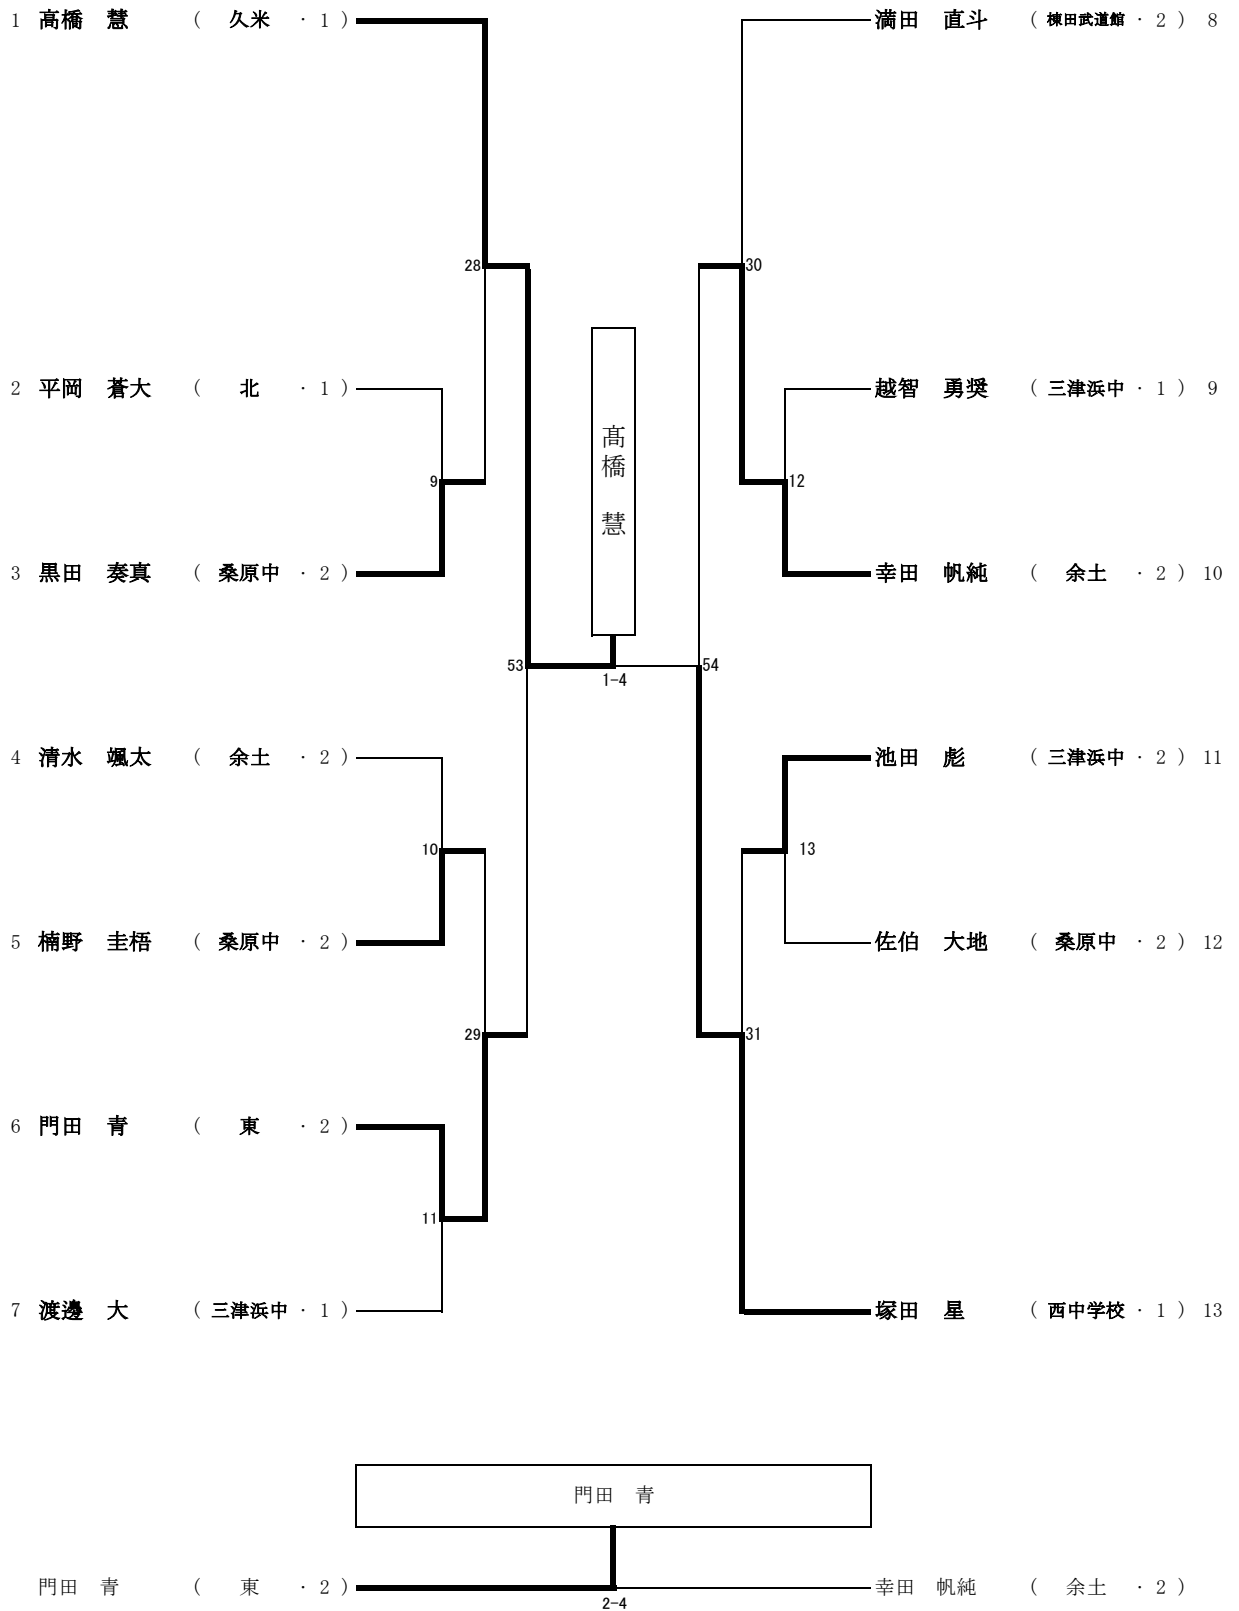 1 高橋 慧 ( 久米 ・ 1 )
満田 直斗 ( 棟田武道館 ・ 2 ) 8
28
30
2 平岡 蒼大 ( 北 ・ 1 )
越智 勇奨 ( 三津浜中 ・ 1 ) 9
髙橋 慧
9
12
3 黒田 奏真 ( 桑原中 ・ 2 )
幸田 帆純 ( 余土 ・ 2 ) 10
53
54
1-4
4 清水 颯太 ( 余土 ・ 2 )
池田 彪 ( 三津浜中 ・ 2 ) 11
10
13
5 楠野 圭梧 ( 桑原中 ・ 2 )
佐伯 大地 ( 桑原中 ・ 2 ) 12
29
31
6 門田 青 ( 東 ・ 2 )
11
7 渡邊 大 ( 三津浜中 ・ 1 )
塚田 星 ( 西中学校 ・ 1 ) 13
門田 青
門田 青 ( 東 ・ 2 )
幸田 帆純 ( 余土 ・ 2 )
2-4